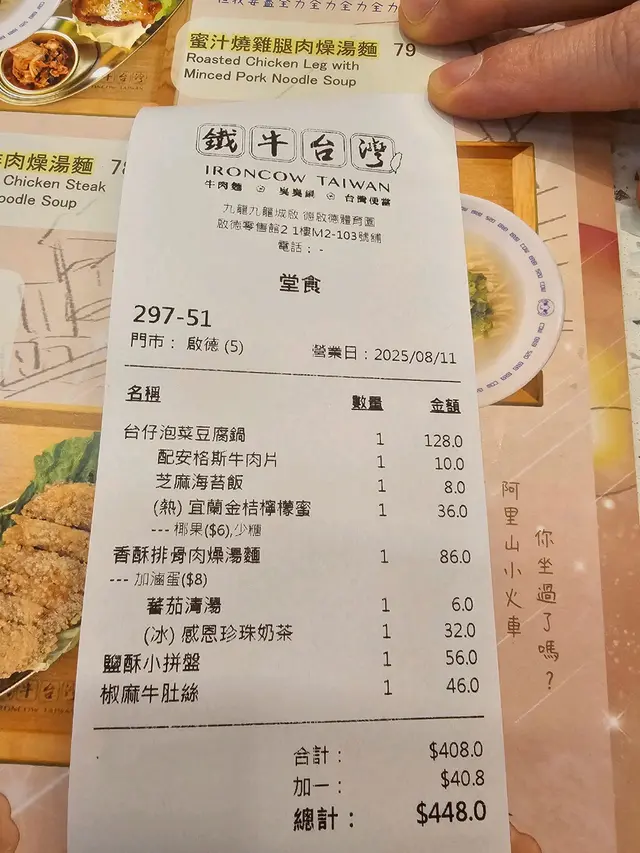 蜜汁燒雞腿肉燥湯麵 79
Roasted Chicken Leg with
Minced Pork Noodle Soup
肉燥湯麵
Chicken Steak
oodle Soup
鐵牛台灣
IRONCOW TAIWAN
牛肉麵 臭臭鍋 台灣便當
九龍九龍城啟 德啟德體育園
啟德零售館2 1樓M2-103號舖
電話： -
堂食
297-51
門市： 啟德 (5) 營業日：2025/08/11
名稱 數量 金額
台仔泡菜豆腐鍋 1 128.0
配安格斯牛肉片 1 10.0
芝麻海苔飯 1 8.0
(熱) 宜蘭金桔檸檬蜜 1 36.0
--- 椰果($6),少糖
香酥排骨肉燥湯麵 1 86.0
--- 加滷蛋($8)
蕃茄清湯 1 6.0
(冰) 感恩珍珠奶茶 1 32.0
鹽酥小拼盤 1 56.0
椒麻牛肚絲 1 46.0
合計： $408.0
加一： $40.8
總計： $448.0
阿里山小火車
你坐過了嗎？